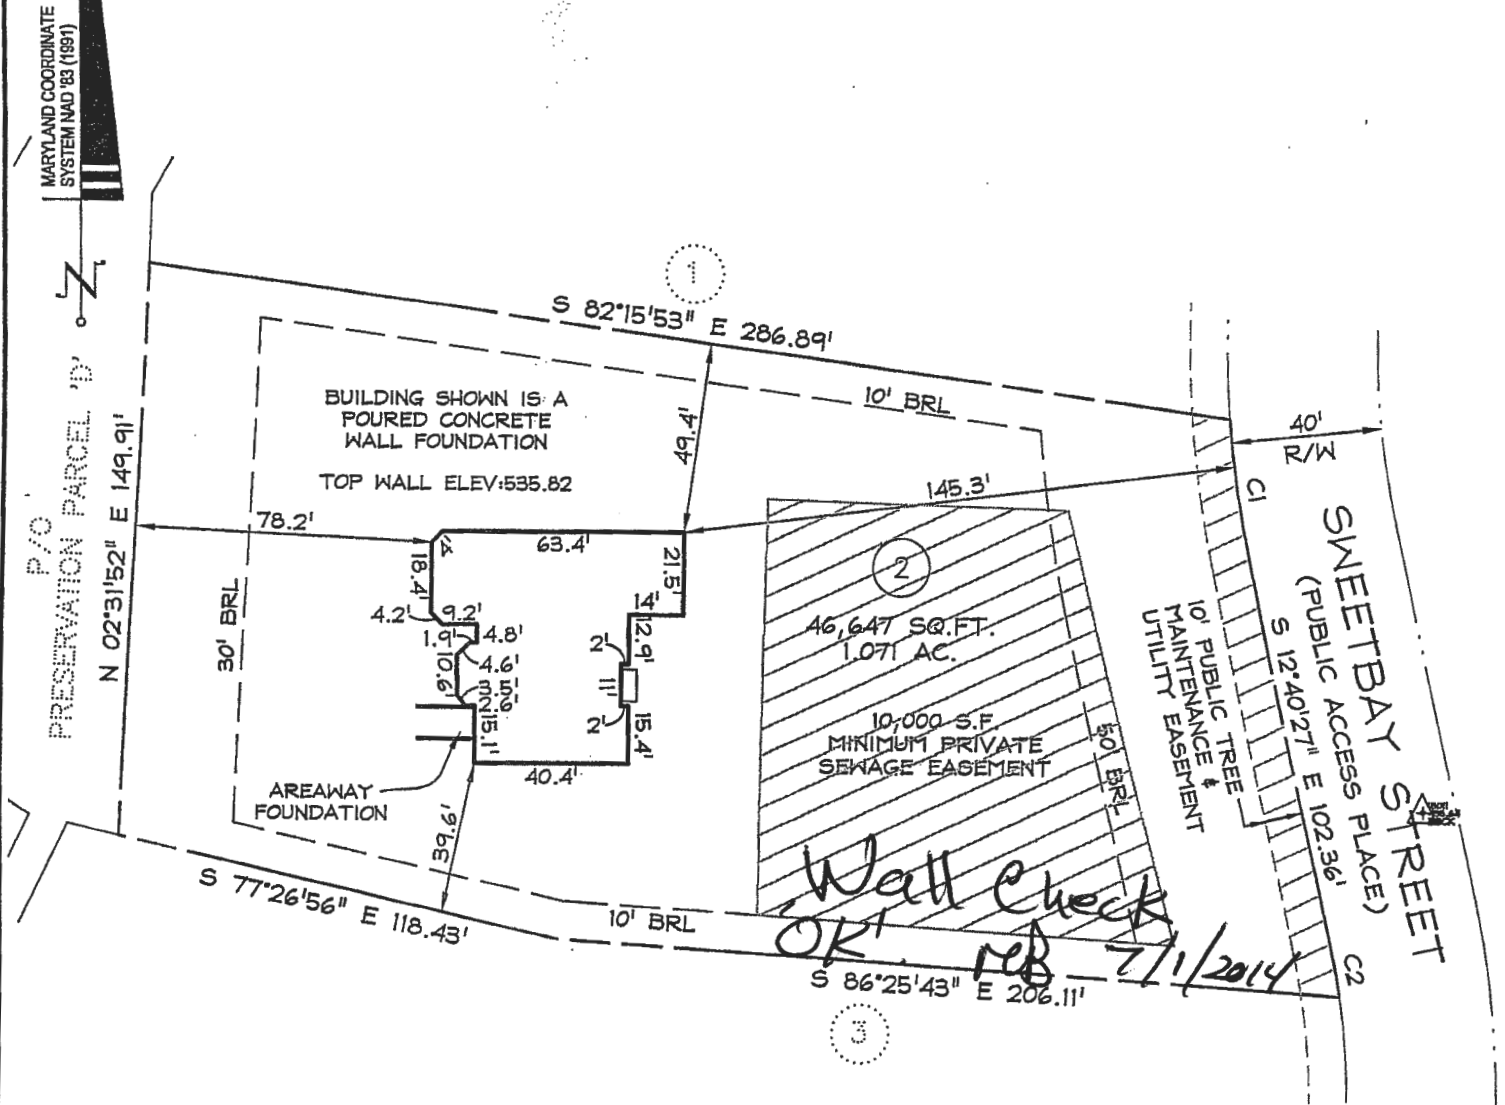 MARYLAND COORDINATE
SYSTEM NAD '83 (1991)
N
P/O
PRESERVATION PARCEL 'D'
N 02°31'52" E 149.91'
1
S 82°15'53" E 286.89'
BUILDING SHOWN IS A
POURED CONCRETE
WALL FOUNDATION
TOP WALL ELEV:535.82
10' BRL
49.4'
40'
R/W
145.3'
C1
78.2'
63.4'
4'
18.4'
21.5'
2
14'
4.2'
9.2'
12.9'
1.9'
4.8'
4.6'
2'
10.6'
3.5'
2.6'
11'
2'
15.1'
15.4'
40.4'
30' BRL
46,647 SQ.FT.
1.071 AC.
10,000 S.F.
MINIMUM PRIVATE
SEWAGE EASEMENT
50' BRL
10' PUBLIC TREE
MAINTENANCE &
UTILITY EASEMENT
S 12°40'27" E 102.36'
SWEETBAY STREET
(PUBLIC ACCESS PLACE)
AREAWAY
FOUNDATION
39.6'
S 77°26'56" E 118.43'
10' BRL
Wall Check
'OK'. 7/1/2014
S 86°25'43" E 206.11'
C2
3